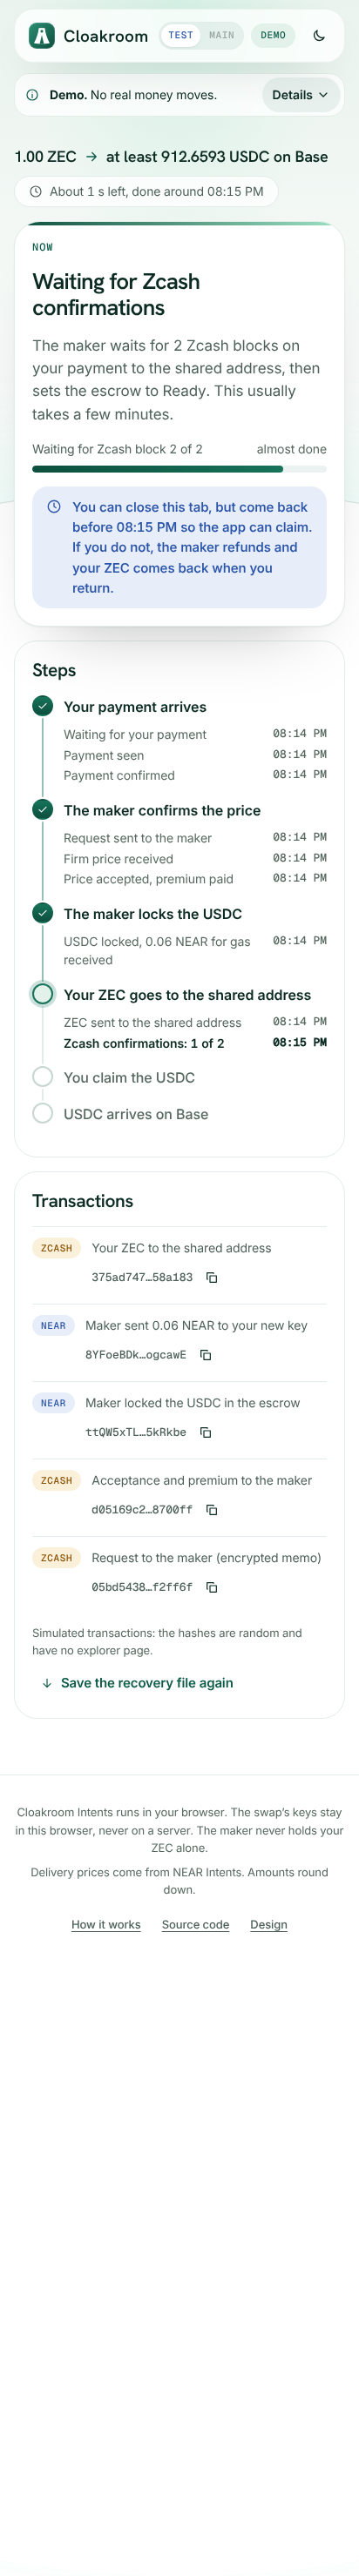 Cloakroom TEST MAIN DEMO
Demo. No real money moves. Details
1.00 ZEC → at least 912.6593 USDC on Base
About 1 s left, done around 08:15 PM
NOW
Waiting for Zcash
confirmations
The maker waits for 2 Zcash blocks on
your payment to the shared address, then
sets the escrow to Ready. This usually
takes a few minutes.
Waiting for Zcash block 2 of 2 almost done
You can close this tab, but come back
before 08:15 PM so the app can claim.
If you do not, the maker refunds and
your ZEC comes back when you
return.
Steps
Your payment arrives
Waiting for your payment 08:14 PM
Payment seen 08:14 PM
Payment confirmed 08:14 PM
The maker confirms the price
Request sent to the maker 08:14 PM
Firm price received 08:14 PM
Price accepted, premium paid 08:14 PM
The maker locks the USDC
USDC locked, 0.06 NEAR for gas 08:14 PM
received
Your ZEC goes to the shared address
ZEC sent to the shared address 08:14 PM
Zcash confirmations: 1 of 2 08:15 PM
You claim the USDC
USDC arrives on Base
Transactions
ZCASH Your ZEC to the shared address
375ad747…58a183
NEAR Maker sent 0.06 NEAR to your new key
8YFoeBDk…ogcawE
NEAR Maker locked the USDC in the escrow
ttQW5xTL…5kRkbe
ZCASH Acceptance and premium to the maker
d05169c2…8700ff
ZCASH Request to the maker (encrypted memo)
05bd5438…f2ff6f
Simulated transactions: the hashes are random and
have no explorer page.
↓ Save the recovery file again
Cloakroom Intents runs in your browser. The swap's keys stay
in this browser, never on a server. The maker never holds your
ZEC alone.
Delivery prices come from NEAR Intents. Amounts round
down.
How it works Source code Design